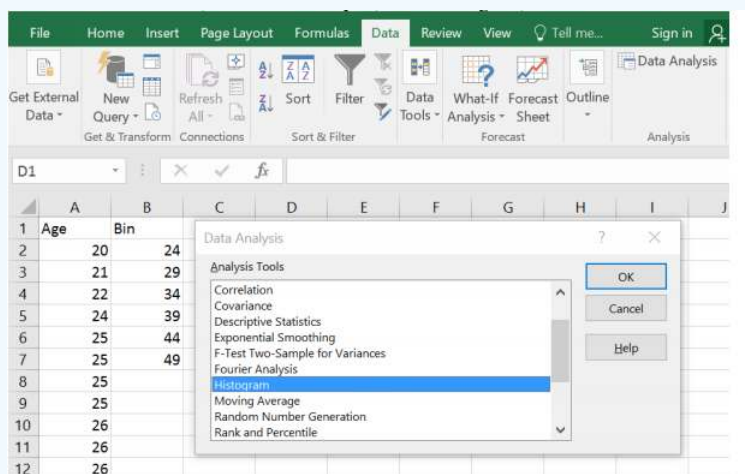 File Home Insert Page Layout Formulas Data Review View Tell me... Sign in
Get External Data
New Query
Refresh All
Sort
Filter
Data Tools
What-If Analysis
Forecast Sheet
Outline
Data Analysis
Get & Transform Connections Sort & Filter Forecast Analysis
D1 fx
A B C D E F G H I J
1 Age Bin
2 20 24
3 21 29
4 22 34
5 24 39
6 25 44
7 25 49
8 25
9 25
10 26
11 26
12 26
Data Analysis ?
Analysis Tools
Correlation
Covariance
Descriptive Statistics
Exponential Smoothing
F-Test Two-Sample for Variances
Fourier Analysis
Histogram
Moving Average
Random Number Generation
Rank and Percentile
OK
Cancel
Help